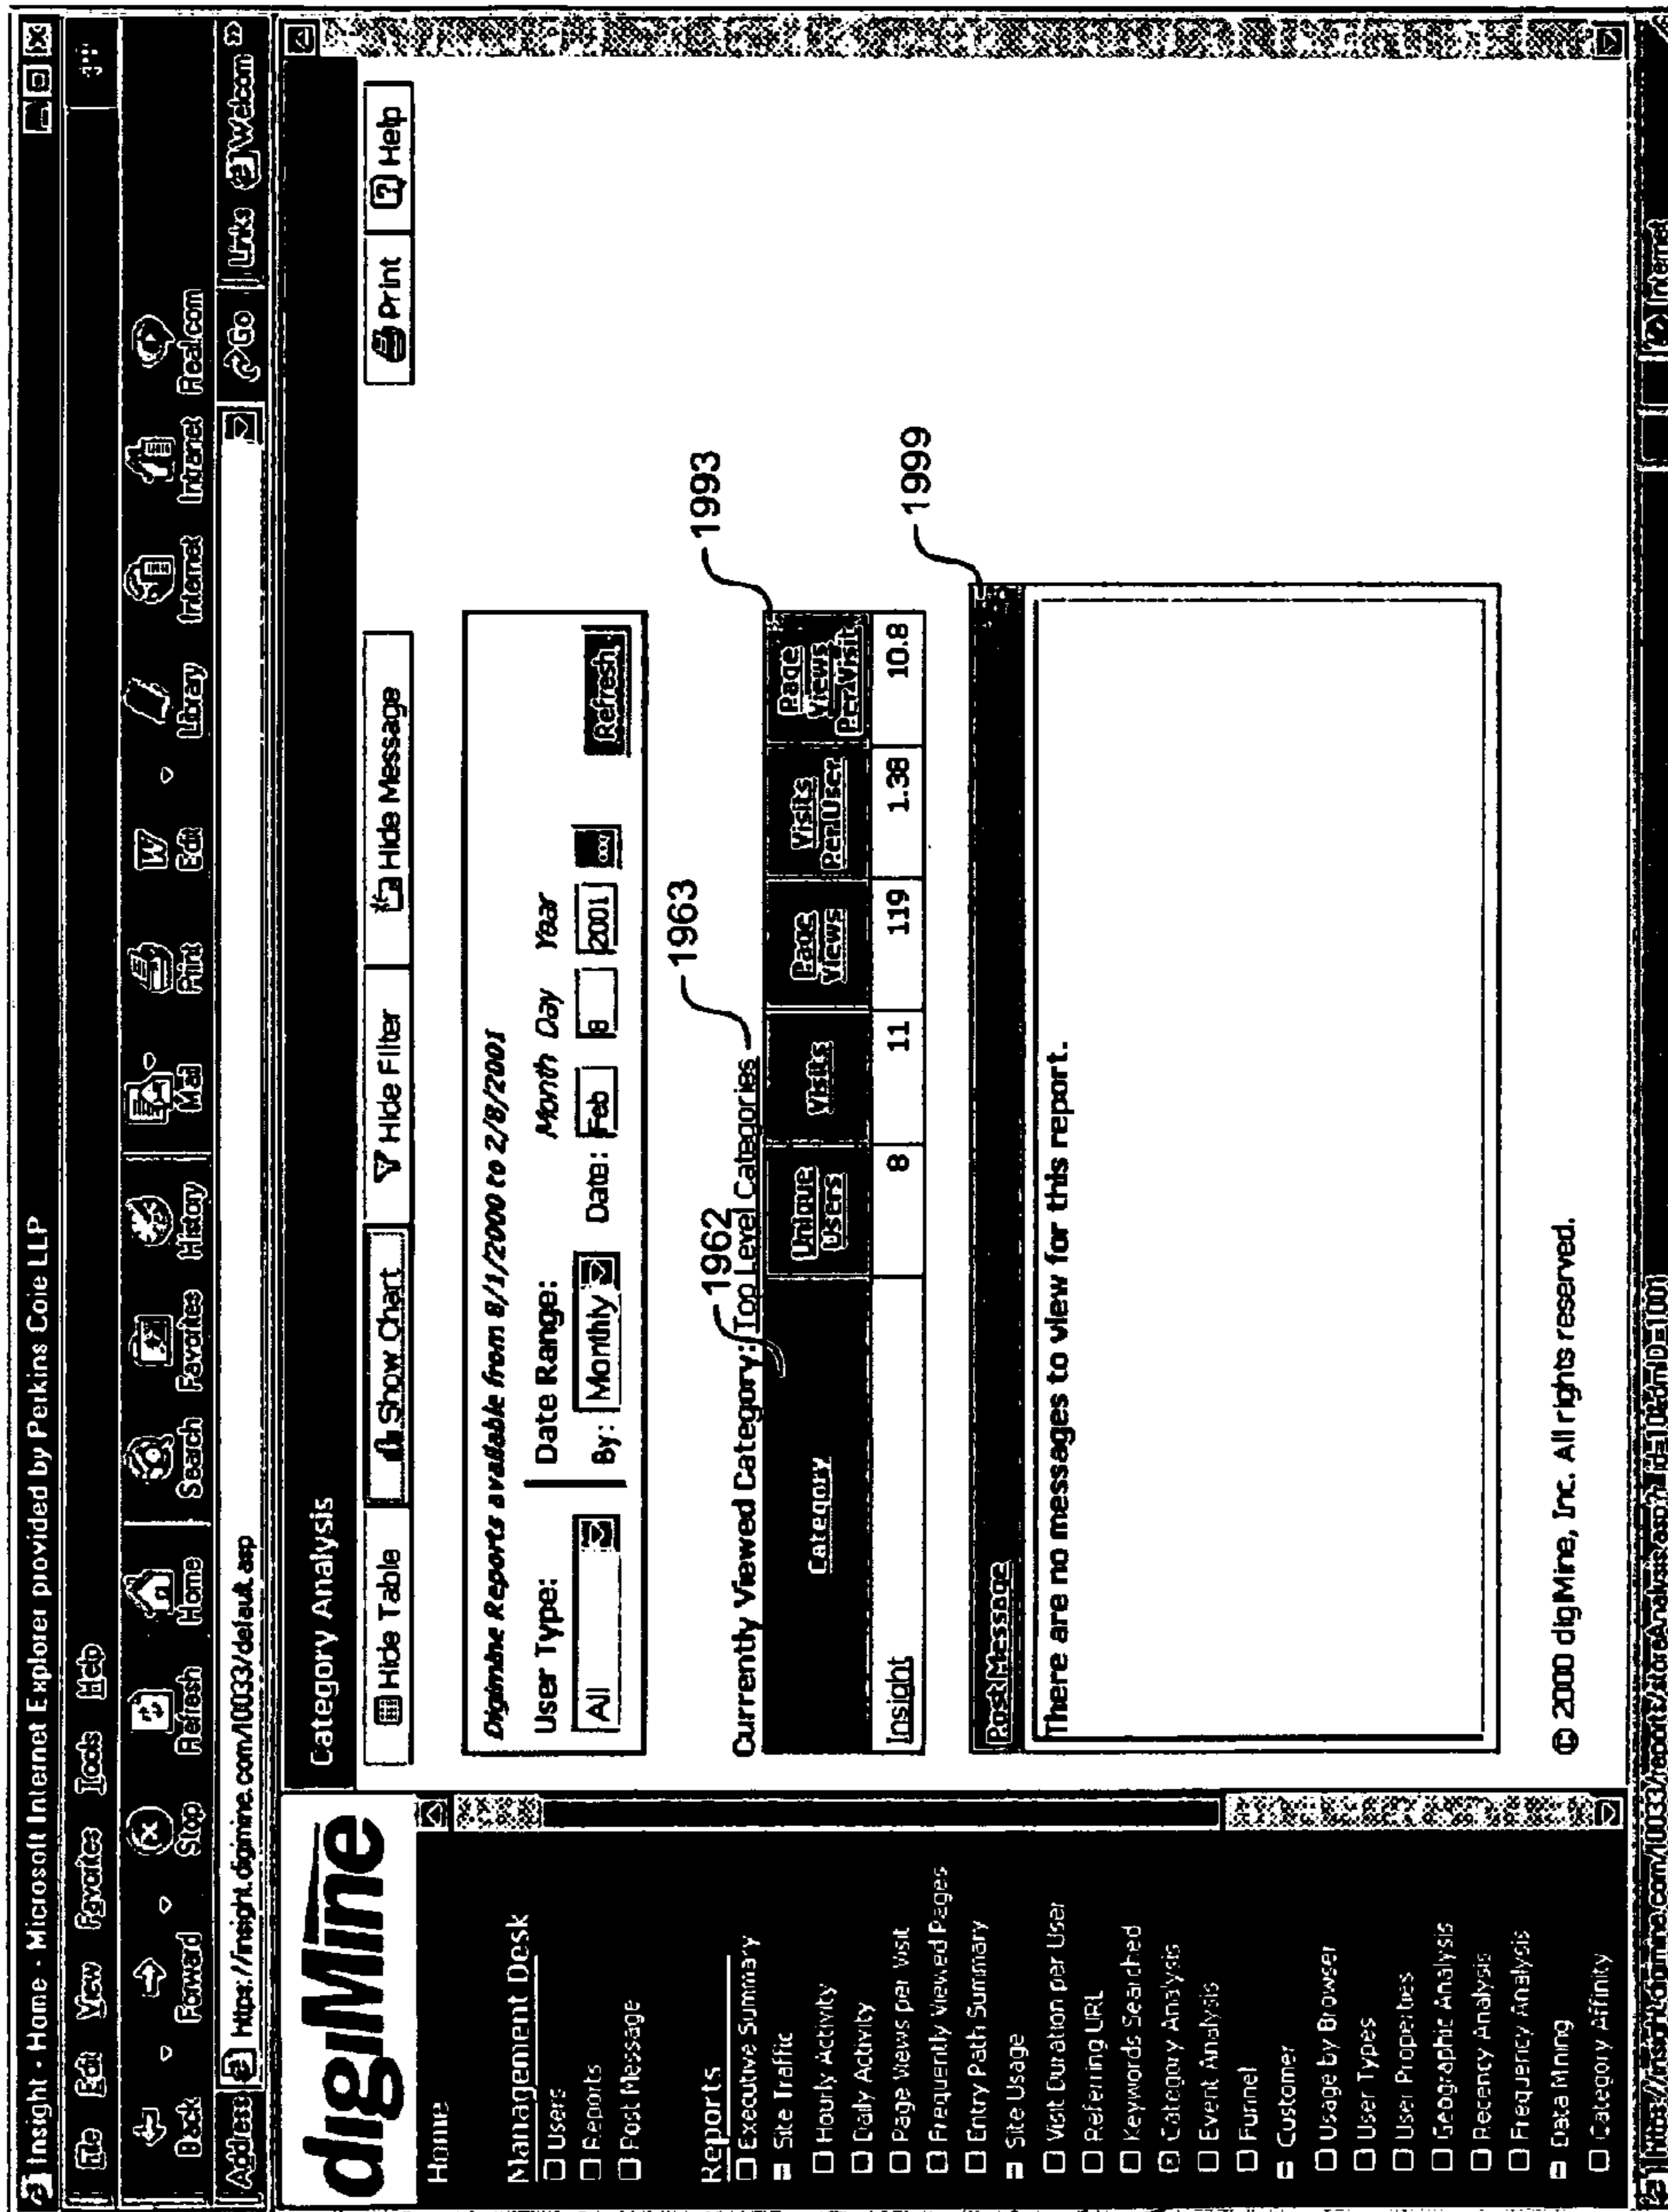 Insight - Home - Microsoft Internet Explorer provided by Perkins Coie LLP
File Edit View Favorites Tools Help
Back Forward Stop Refresh Home Search Favorites History Mail Print Edit Library Internet Intranet Real.com
Address https://insight.digimine.com/10033/default.asp Go Links Welcom »
digiMine
Home
Management Desk
Users
Reports
Post Message
Reports
Executive Summary
Site Traffic
Hourly Activity
Daily Activity
Page Views per Visit
Frequently Viewed Pages
Entry Path Summary
Site Usage
Visit Duration per User
Referring URL
Keywords Searched
Category Analysis
Event Analysis
Funnel
Customer
Usage by Browser
User Types
User Properties
Geographic Analysis
Recency Analysis
Frequency Analysis
Data Mining
Category Affinity
Category Analysis
Hide Table Show Chart Hide Filter Hide Message Print Help
Digimine Reports available from 8/1/2000 to 2/8/2001
User Type: Date Range: Month Day Year
All By: Monthly Date: Feb 8 2001 ... Refresh
1962
1963
Currently Viewed Category: Top Level Categories
1993
Category Unique Users Visits Page Views Visits Per User Page Views Per Visit
Insight 8 11 119 1.38 10.8
1999
Post Message
There are no messages to view for this report.
© 2000 digiMine, Inc. All rights reserved.
Internet